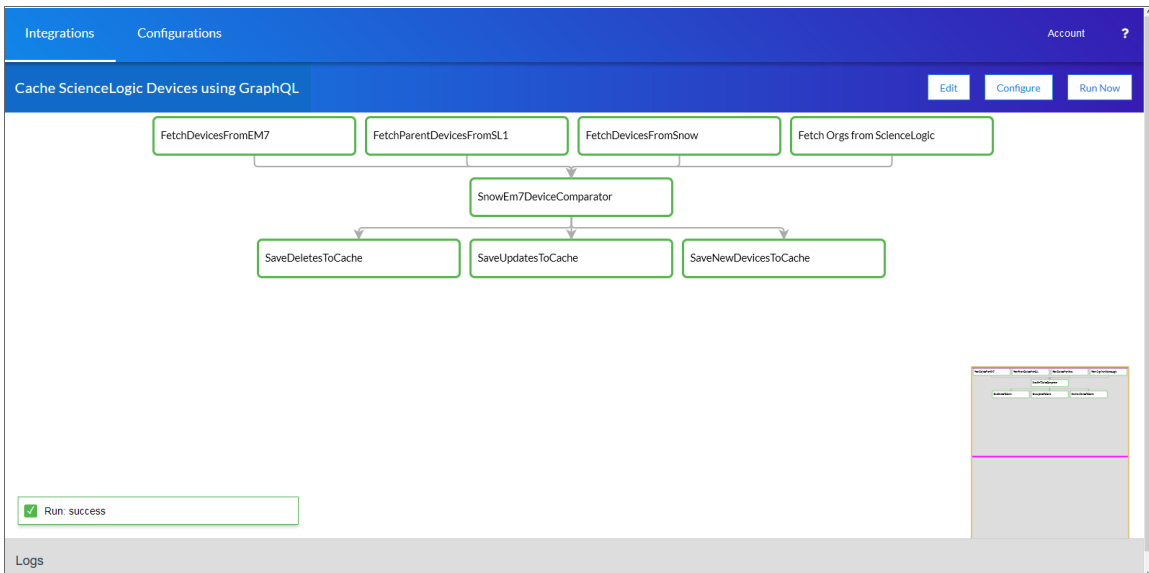 Integrations Configurations Account ?
Cache ScienceLogic Devices using GraphQL Edit Configure Run Now
FetchDevicesFromEM7 FetchParentDevicesFromSL1 FetchDevicesFromSnow Fetch Orgs from ScienceLogic
SnowEm7DeviceComparator
SaveDeletesToCache SaveUpdatesToCache SaveNewDevicesToCache
Run: success
Logs